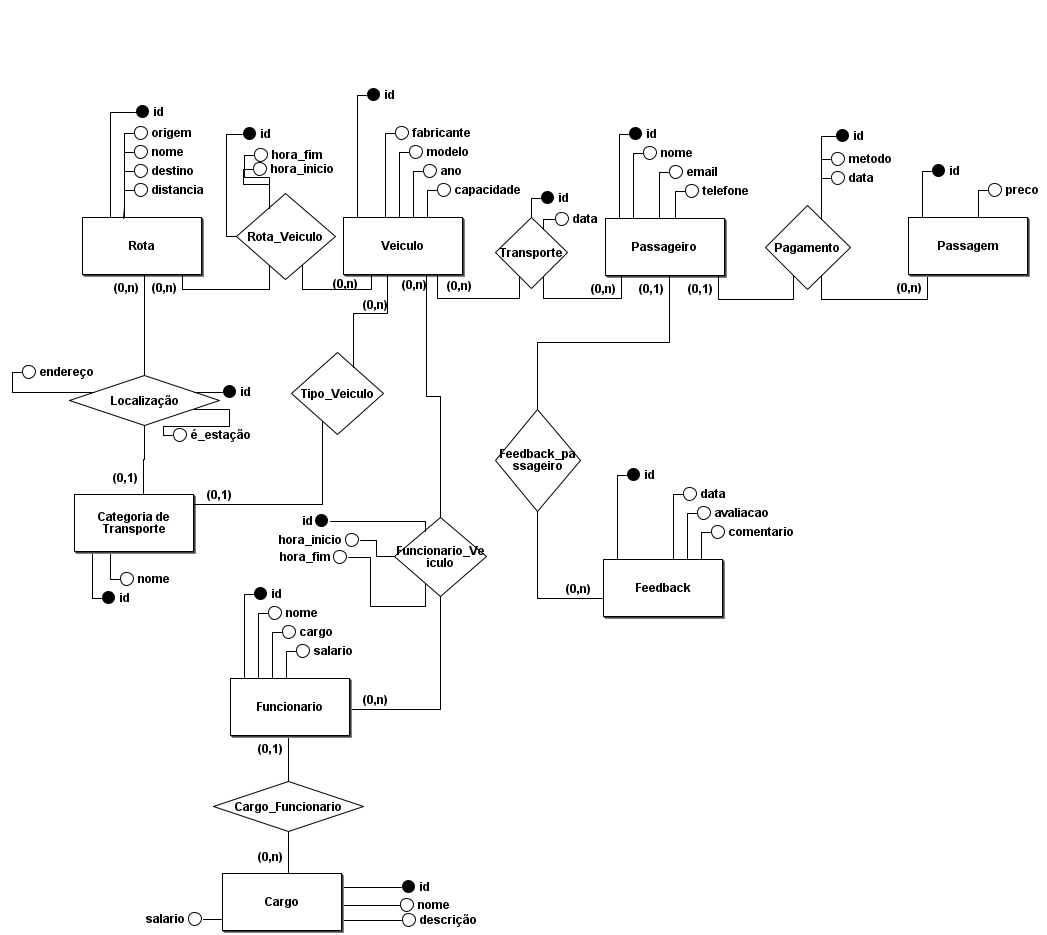 id
origem
nome
destino
distancia
Rota
(0,n)
(0,n)
id
hora_fim
hora_inicio
Rota_Veiculo
id
fabricante
modelo
ano
capacidade
Veiculo
(0,n)
(0,n)
(0,n)
(0,n)
id
data
Transporte
(0,n)
id
nome
email
telefone
Passageiro
(0,1)
(0,1)
id
metodo
data
Pagamento
(0,n)
id
preco
Passagem
endereço
Localização
id
é_estação
(0,1)
Tipo_Veiculo
(0,1)
Categoria de
Transporte
nome
id
Feedback_pa
ssageiro
(0,n)
id
data
avaliacao
comentario
Feedback
id
hora_inicio
hora_fim
Funcionario_Ve
iculo
(0,n)
id
nome
cargo
salario
Funcionario
(0,1)
Cargo_Funcionario
(0,n)
Cargo
id
nome
descrição
salario